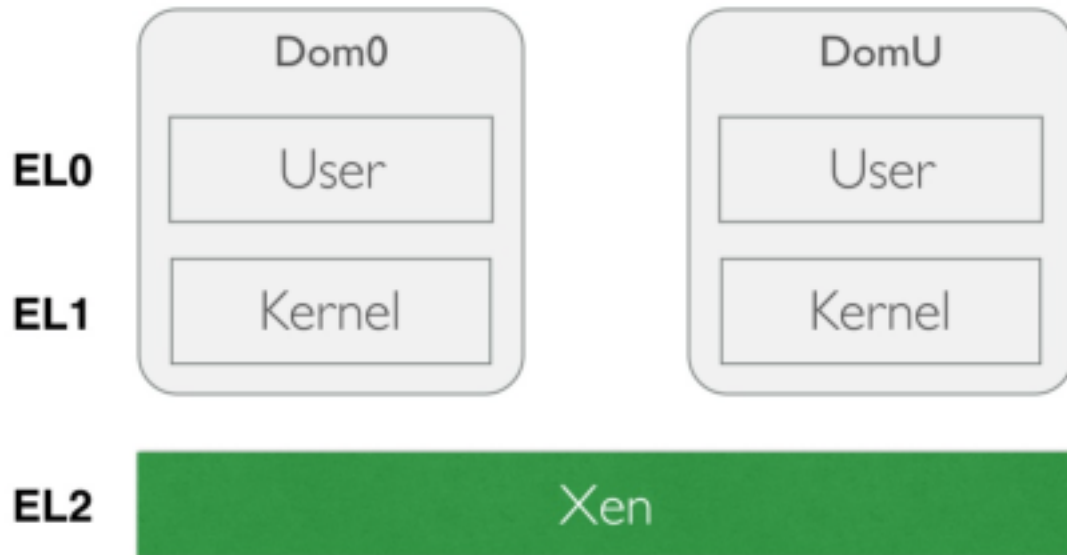 Dom0 DomU
EL0 User User
EL1 Kernel Kernel
EL2 Xen